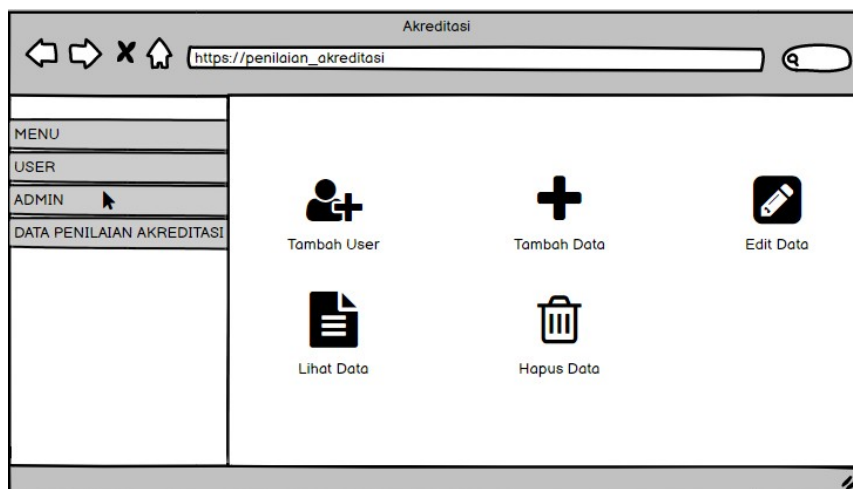 Akreditasi
https://penilaian_akreditasi
MENU
USER
ADMIN
DATA PENILAIAN AKREDITASI
Tambah User
Tambah Data
Edit Data
Lihat Data
Hapus Data